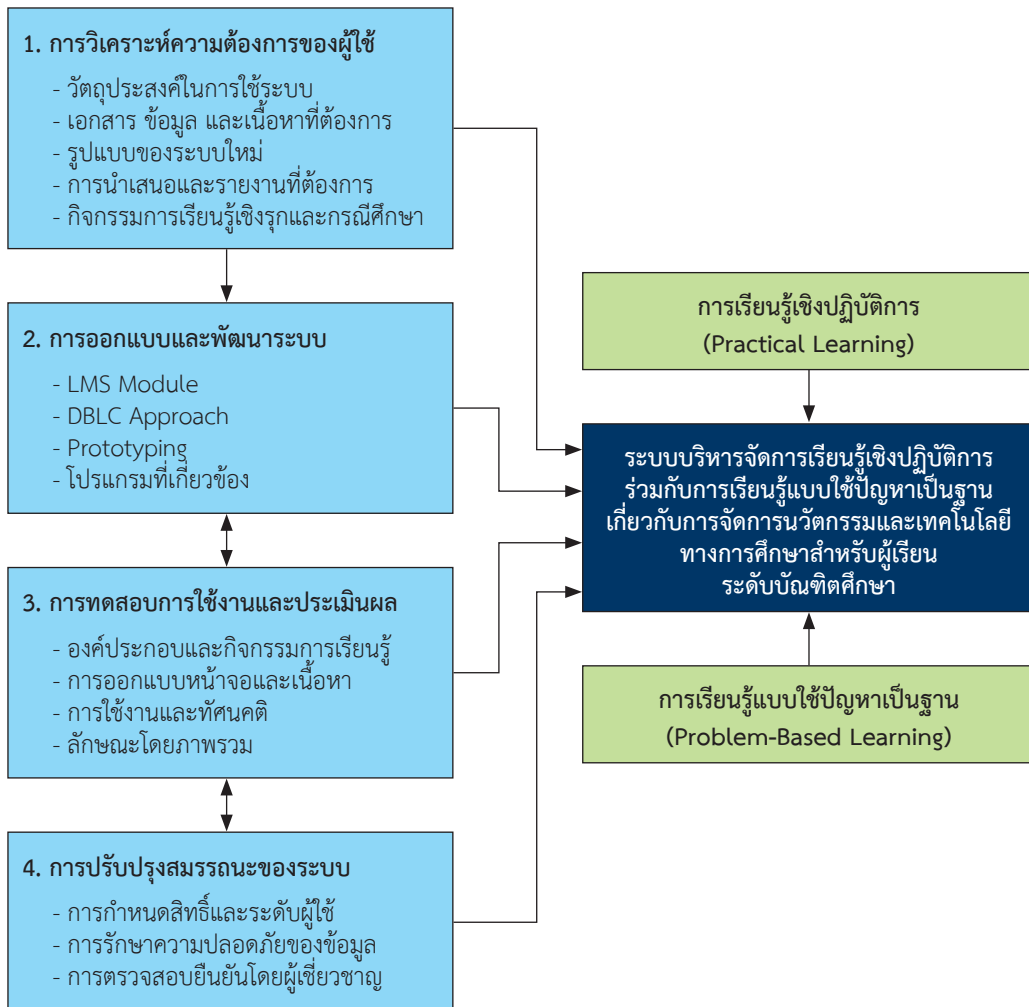 1. การวิเคราะห์ความต้องการของผู้ใช้
- วัตถุประสงค์ในการใช้ระบบ
- เอกสาร ข้อมูล และเนื้อหาที่ต้องการ
- รูปแบบของระบบใหม่
- การนำเสนอและรายงานที่ต้องการ
- กิจกรรมการเรียนรู้เชิงรุกและกรณีศึกษา
2. การออกแบบและพัฒนาระบบ
- LMS Module
- DBLC Approach
- Prototyping
- โปรแกรมที่เกี่ยวข้อง
3. การทดสอบการใช้งานและประเมินผล
- องค์ประกอบและกิจกรรมการเรียนรู้
- การออกแบบหน้าจอและเนื้อหา
- การใช้งานและทัศนคติ
- ลักษณะโดยภาพรวม
4. การปรับปรุงสมรรถนะของระบบ
- การกำหนดสิทธิ์และระดับผู้ใช้
- การรักษาความปลอดภัยของข้อมูล
- การตรวจสอบยืนยันโดยผู้เชี่ยวชาญ
การเรียนรู้เชิงปฏิบัติการ
(Practical Learning)
ระบบบริหารจัดการเรียนรู้เชิงปฏิบัติการ
ร่วมกับการเรียนรู้แบบใช้ปัญหาเป็นฐาน
เกี่ยวกับการจัดการนวัตกรรมและเทคโนโลยี
ทางการศึกษาสำหรับผู้เรียน
ระดับบัณฑิตศึกษา
การเรียนรู้แบบใช้ปัญหาเป็นฐาน
(Problem-Based Learning)